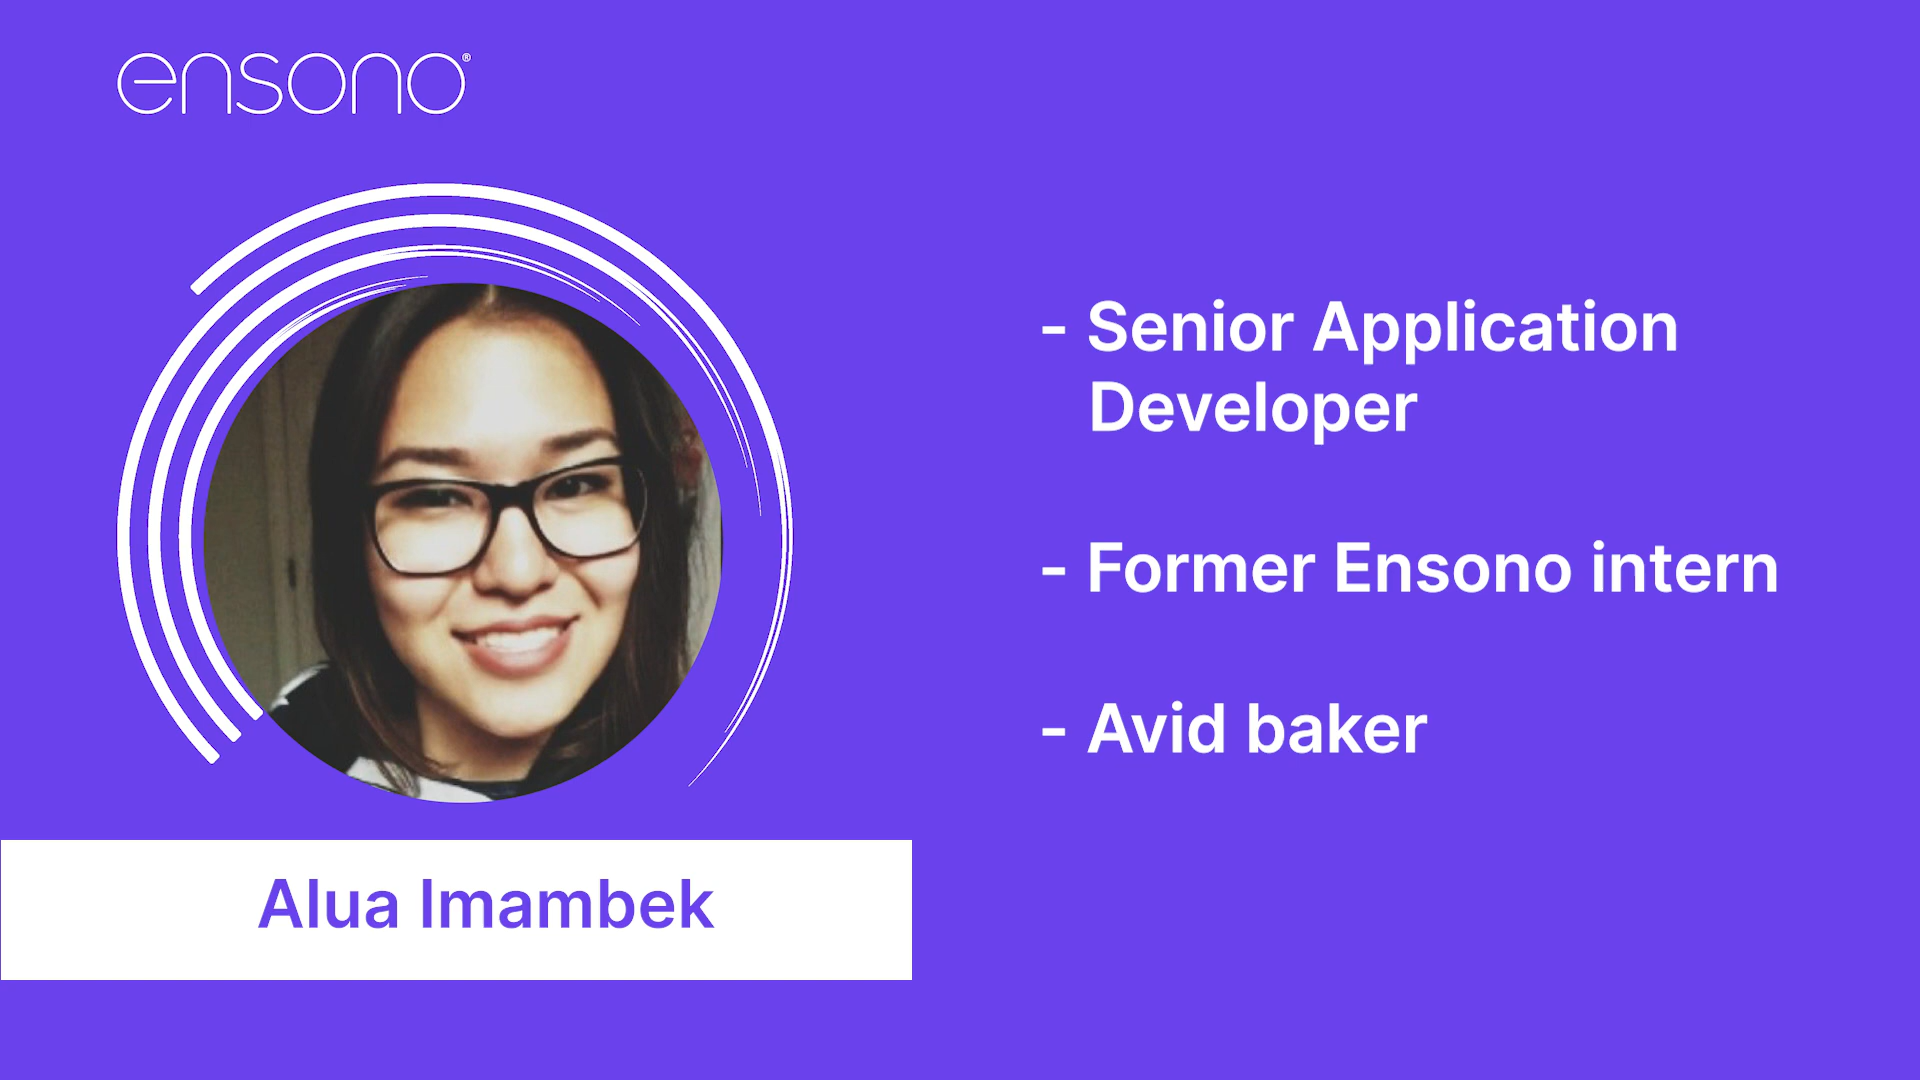 ensono®
- Senior Application
Developer
- Former Ensono intern
- Avid baker
Alua Imambek